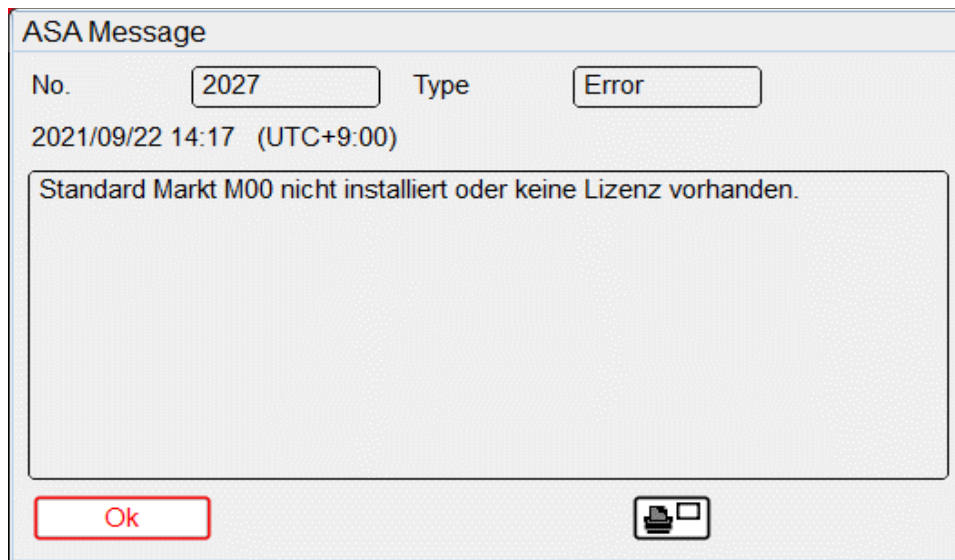 ASA Message
No. 2027 Type Error
2021/09/22 14:17 (UTC+9:00)
Standard Markt M00 nicht installiert oder keine Lizenz vorhanden.
Ok